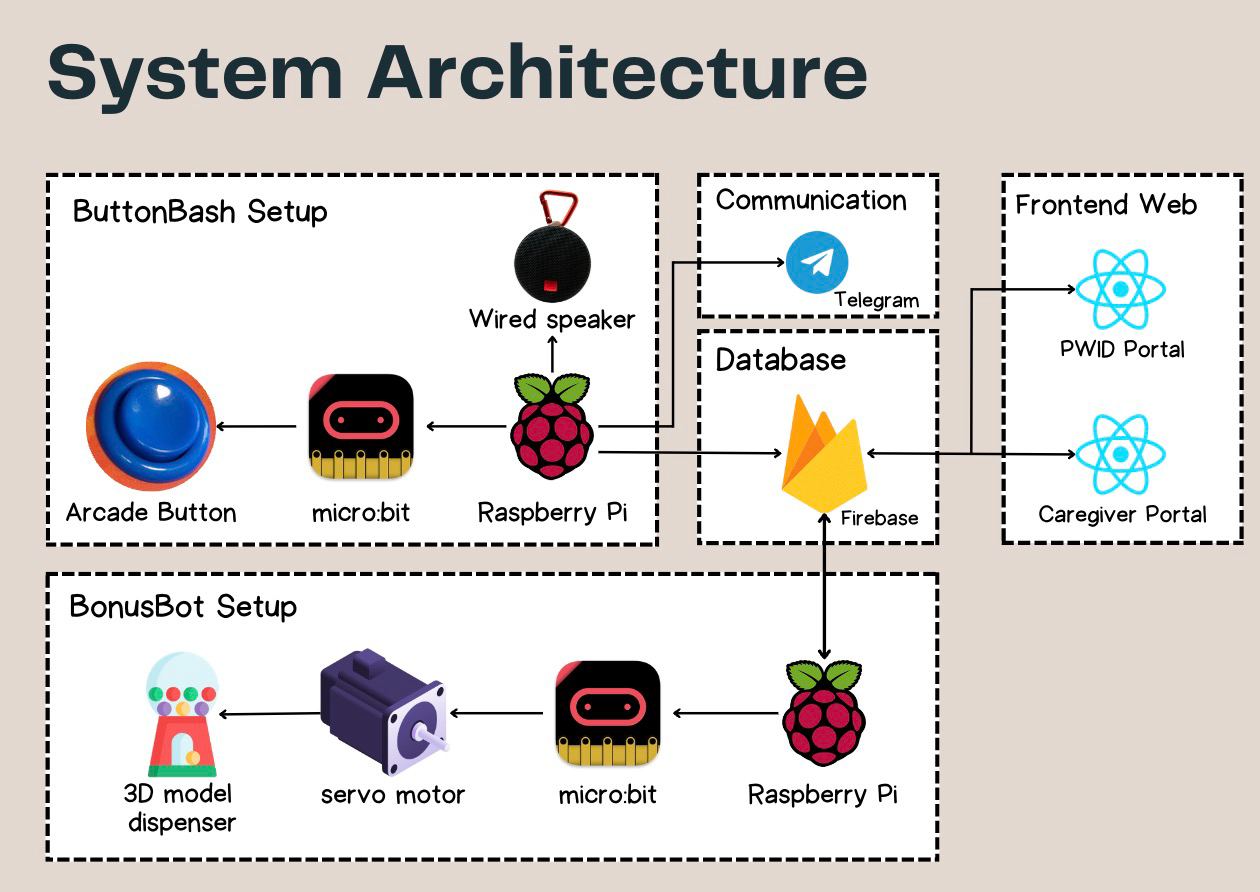 System Architecture
ButtonBash Setup
Wired speaker
Arcade Button
micro:bit
Raspberry Pi
Communication
Telegram
Database
Firebase
Frontend Web
PWID Portal
Caregiver Portal
BonusBot Setup
3D model
dispenser
servo motor
micro:bit
Raspberry Pi